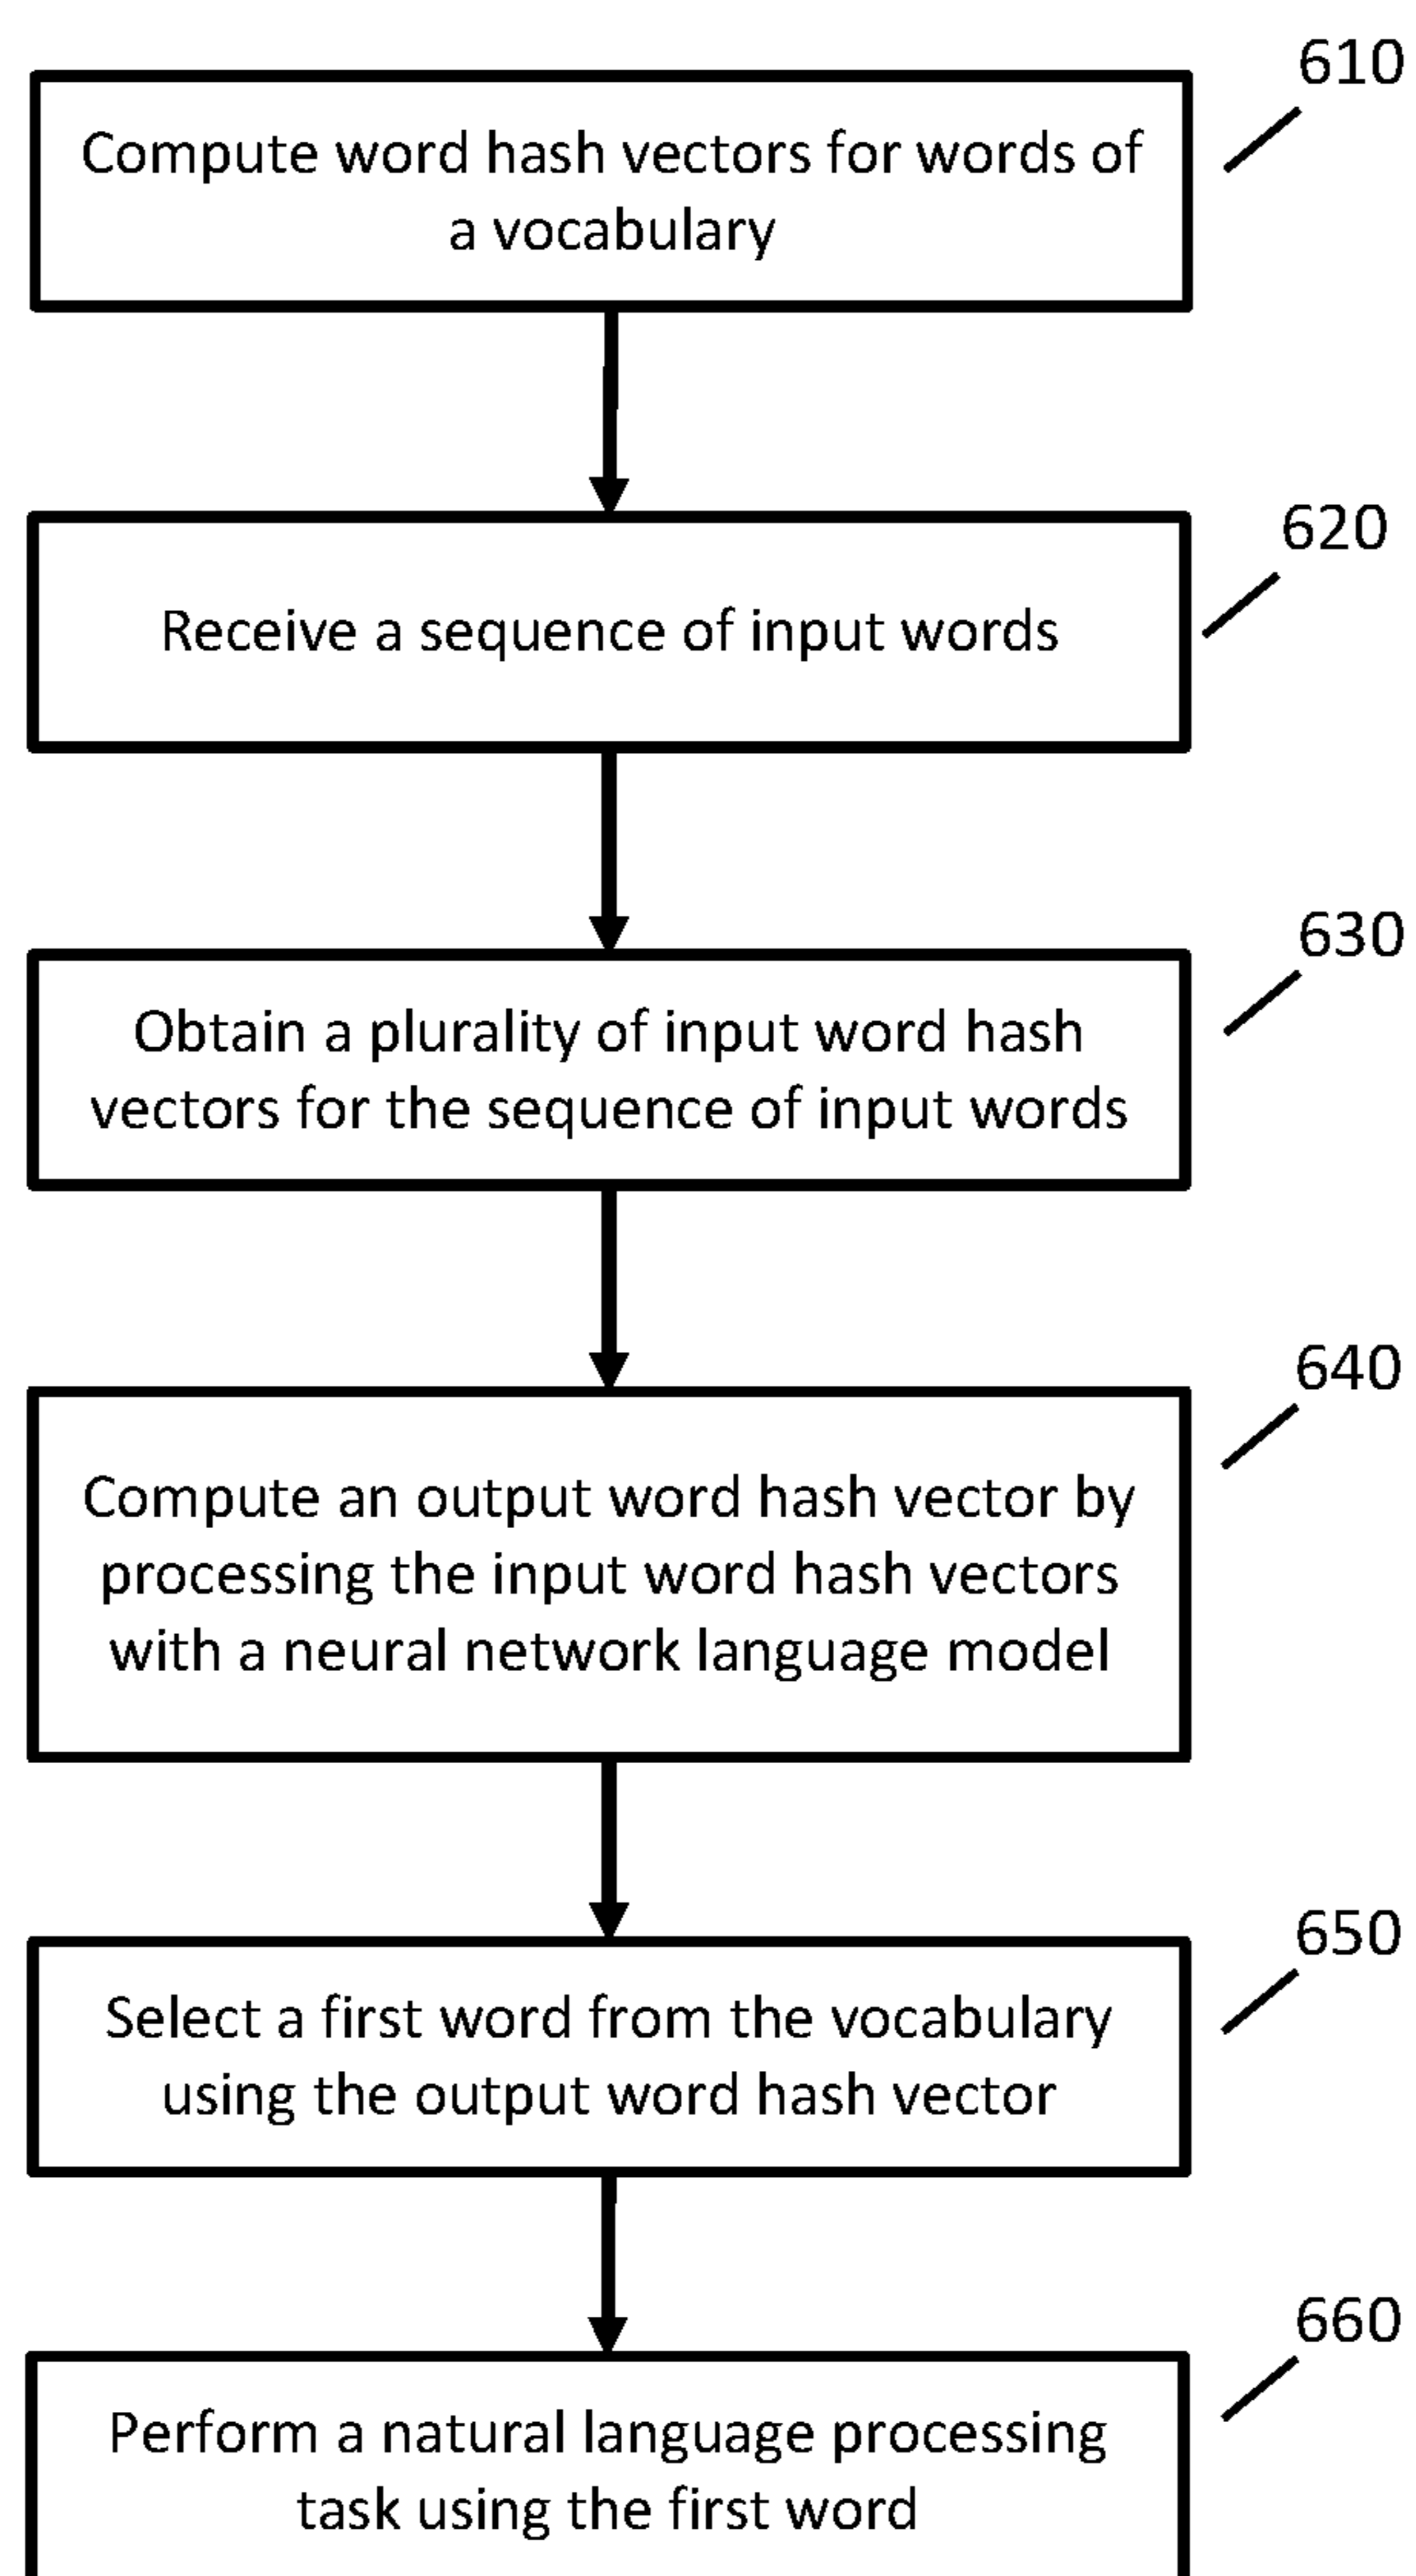 610
Compute word hash vectors for words of
a vocabulary
620
Receive a sequence of input words
630
Obtain a plurality of input word hash
vectors for the sequence of input words
640
Compute an output word hash vector by
processing the input word hash vectors
with a neural network language model
650
Select a first word from the vocabulary
using the output word hash vector
660
Perform a natural language processing
task using the first word